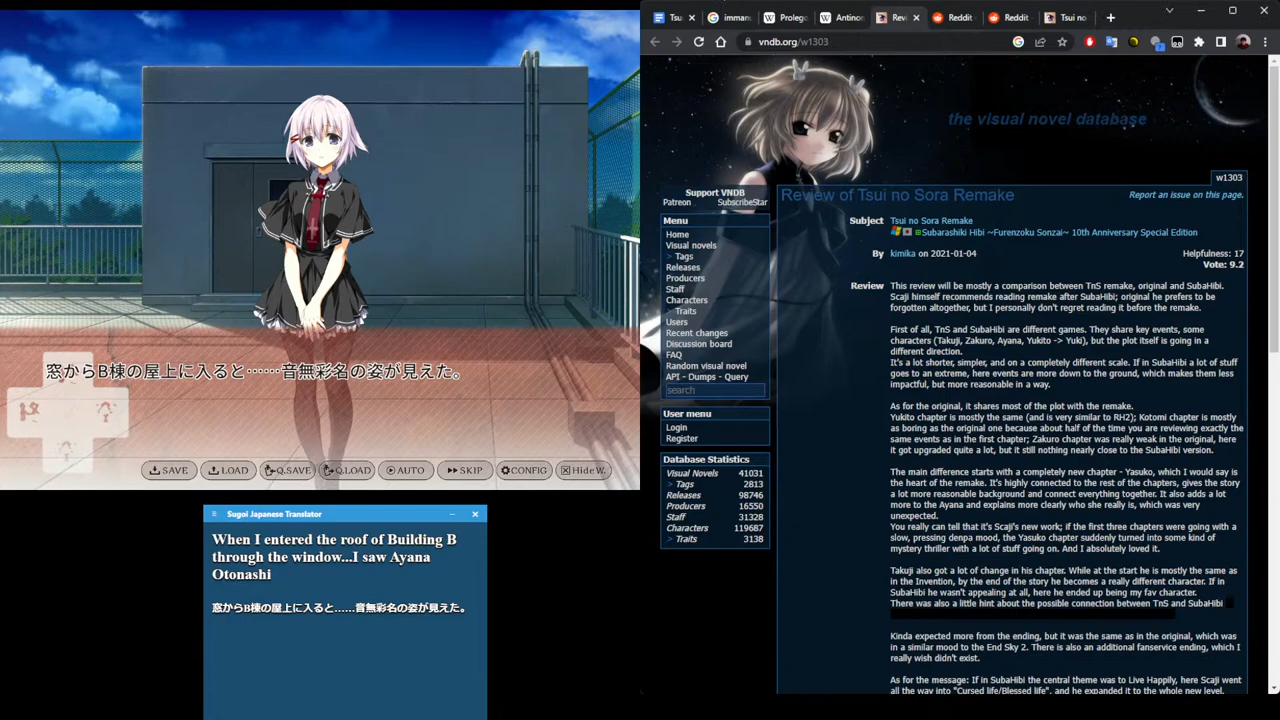 窓からB棟の屋上に入ると……音無彩名の姿が見えた。
SAVE
LOAD
Q.SAVE
Q.LOAD
AUTO
SKIP
CONFIG
Hide W.
Sugoi Japanese Translator
When I entered the roof of Building B
through the window...I saw Ayana
Otonashi
窓からB棟の屋上に入ると……音無彩名の姿が見えた。
Tsu
immanu
Proleg
Antino
Revi
Reddit
Reddit
Tsui no
vndb.org/w1303
the visual novel database
w1303
Support VNDB
Patreon SubscribeStar
Menu
Home
Visual novels
> Tags
Releases
Producers
Staff
Characters
> Traits
Users
Recent changes
Discussion board
FAQ
Random visual novel
API - Dumps - Query
search
User menu
Login
Register
Database Statistics
Visual Novels 41031
> Tags 2813
Releases 98746
Producers 16550
Staff 31328
Characters 119687
> Traits 3138
Review of Tsui no Sora Remake
Report an issue on this page.
Subject Tsui no Sora Remake
Subarashiki Hibi ~Furenzoku Sonzai~ 10th Anniversary Special Edition
By kimika on 2021-01-04 Helpfulness: 17
Vote: 9.2
Review This review will be mostly a comparison between TnS remake, original and SubaHibi.
Scaji himself recommends reading remake after SubaHibi; original he prefers to be
forgotten altogether, but I personally don't regret reading it before the remake.
First of all, TnS and SubaHibi are different games. They share key events, some
characters (Takuji, Zakuro, Ayana, Yukito -> Yuki), but the plot itself is going in a
different direction.
It's a lot shorter, simpler, and on a completely different scale. If in SubaHibi a lot of stuff
goes to an extreme, here events are more down to the ground, which makes them less
impactful, but more reasonable in a way.
As for the original, it shares most of the plot with the remake.
Yukito chapter is mostly the same (and is very similar to RH2); Kotomi chapter is mostly
as boring as the original one because about half of the time you are reviewing exactly the
same events as in the first chapter; Zakuro chapter was really weak in the original, here
it got upgraded quite a lot, but it still nothing nearly close to the SubaHibi version.
The main difference starts with a completely new chapter - Yasuko, which I would say is
the heart of the remake. It's highly connected to the rest of the chapters, gives the story
a lot more reasonable background and connect everything together. It also adds a lot
more to the Ayana and explains more clearly who she really is, which was very
unexpected.
You really can tell that it's Scaji's new work; if the first three chapters were going with a
slow, pressing denpa mood, the Yasuko chapter suddenly turned into some kind of
mystery thriller with a lot of stuff going on. And I absolutely loved it.
Takuji also got a lot of change in his chapter. While at the start he is mostly the same as
in the Invention, by the end of the story he becomes a really different character. If in
SubaHibi he wasn't appealing at all, here he ended up being my fav character.
There was also a little hint about the possible connection between TnS and SubaHibi
Kinda expected more from the ending, but it was the same as in the original, which was
in a similar mood to the End Sky 2. There is also an additional fanservice ending, which I
really wish didn't exist.
As for the message: If in SubaHibi the central theme was to Live Happily, here Scaji went
all the way into "Cursed life/Blessed life", and he expanded it to the whole new level.